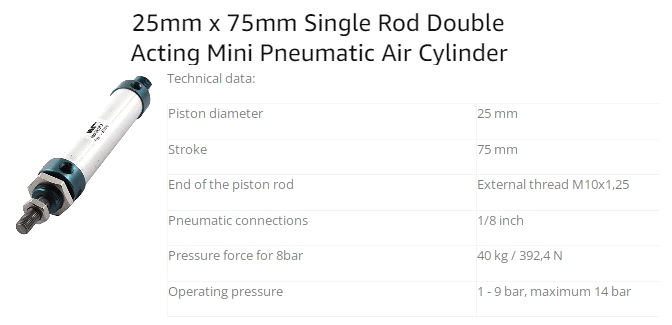 25mm x 75mm Single Rod Double
Acting Mini Pneumatic Air Cylinder
Technical data:
Piston diameter 25 mm
Stroke 75 mm
End of the piston rod External thread M10x1,25
Pneumatic connections 1/8 inch
Pressure force for 8bar 40 kg / 392,4 N
Operating pressure 1 - 9 bar, maximum 14 bar